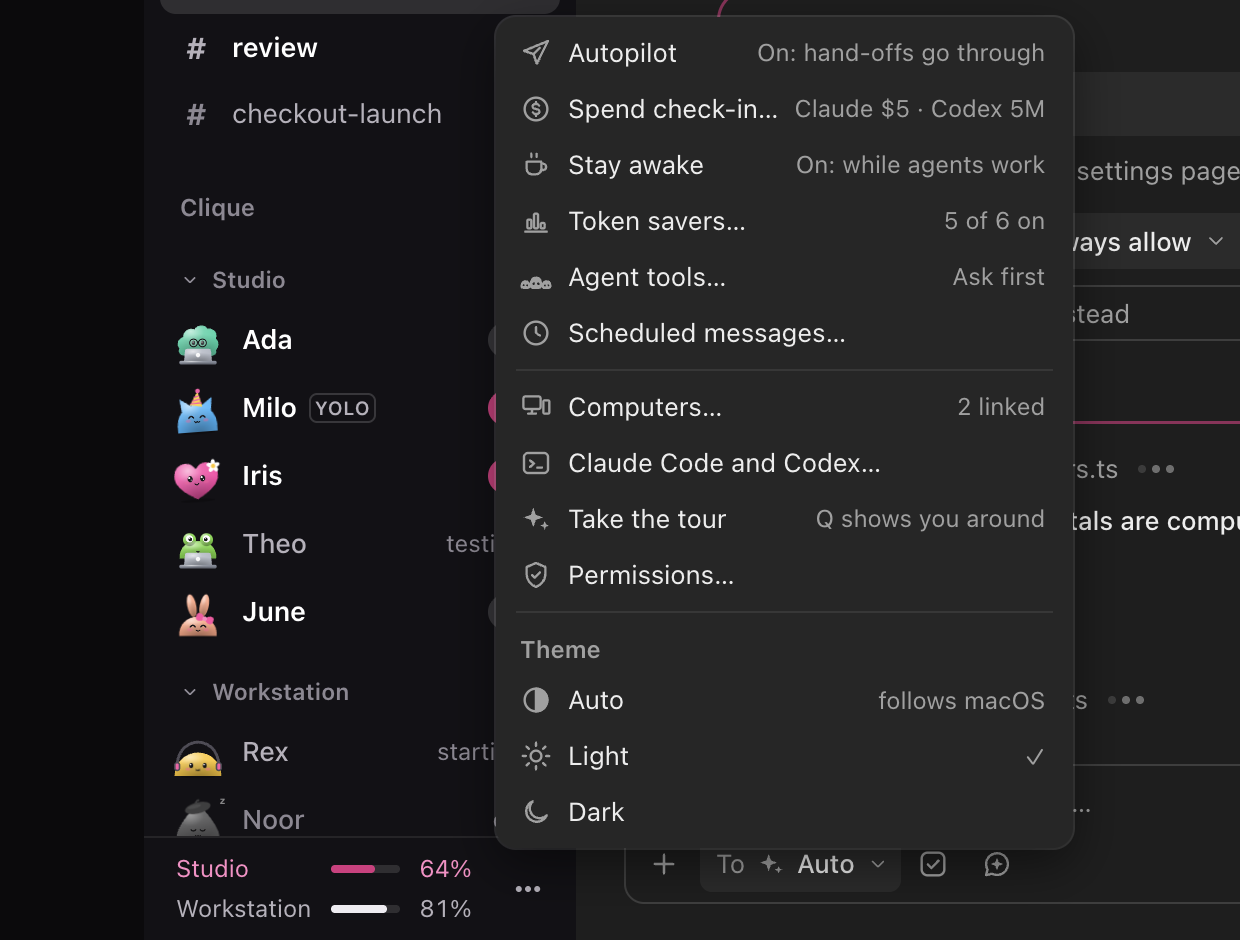 # review
# checkout-launch
Clique
Studio
Ada
Milo YOLO
Iris
Theo testi
June
Workstation
Rex starti
z
Noor
Studio 64%
Workstation 81%
Autopilot On: hand-offs go through
Spend check-in... Claude $5 · Codex 5M
Stay awake On: while agents work
Token savers... 5 of 6 on
Agent tools... Ask first
Scheduled messages...
Computers... 2 linked
Claude Code and Codex...
Take the tour Q shows you around
Permissions...
Theme
Auto follows macOS
Light
Dark
settings page
ways allow
stead
rs.ts
tals are compu
ts
To Auto